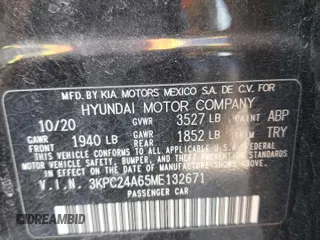 MFD.BY KIA MOTORS MEXICO S.A. DE C.V. FOR
HYUNDAI MOTOR COMPANY
10/20 GVWR 3527 LB PAINT ABP
GAWR FRONT 1940 LB GAWR REAR 1852 LB TRIM TRY
THIS VEHICLE CONFORMS TO ALL APPLICABLE FEDERAL
MOTOR VEHICLE SAFETY, BUMPER, AND THEFT PREVENTION
STANDARDS IN EFFECT ON THE DATE OF MANUFACTURE SHOWN ABOVE.
V.I.N. 3KPC24A65ME132671
PASSENGER CAR
BIDFAX